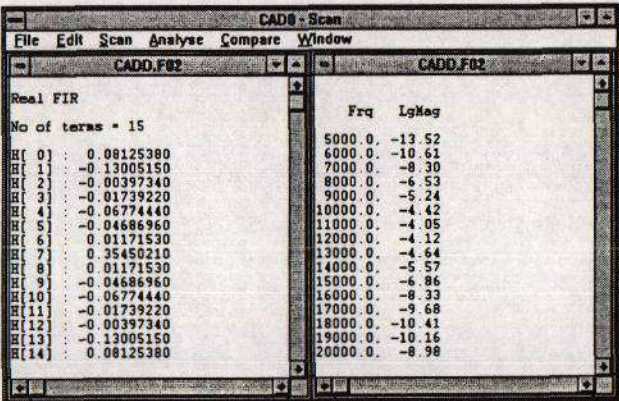 CAD0 - Scan
File Edit Scan Analyse Compare Window
CADD.F02
Real FIR
No of terms = 15
H[ 0] : 0.08125380
H[ 1] : -0.13005150
H[ 2] : -0.00397340
H[ 3] : -0.01739220
H[ 4] : -0.06774440
H[ 5] : -0.04686960
H[ 6] : 0.01171530
H[ 7] : 0.35450210
H[ 8] : 0.01171530
H[ 9] : -0.04686960
H[10] : -0.06774440
H[11] : -0.01739220
H[12] : -0.00397340
H[13] : -0.13005150
H[14] : 0.08125380
CADD.F02
Frq LgMag
5000.0, -13.52
6000.0, -10.61
7000.0, -8.30
8000.0, -6.53
9000.0, -5.24
10000.0, -4.42
11000.0, -4.05
12000.0, -4.12
13000.0, -4.64
14000.0, -5.57
15000.0, -6.86
16000.0, -8.33
17000.0, -9.68
18000.0, -10.41
19000.0, -10.16
20000.0, -8.98